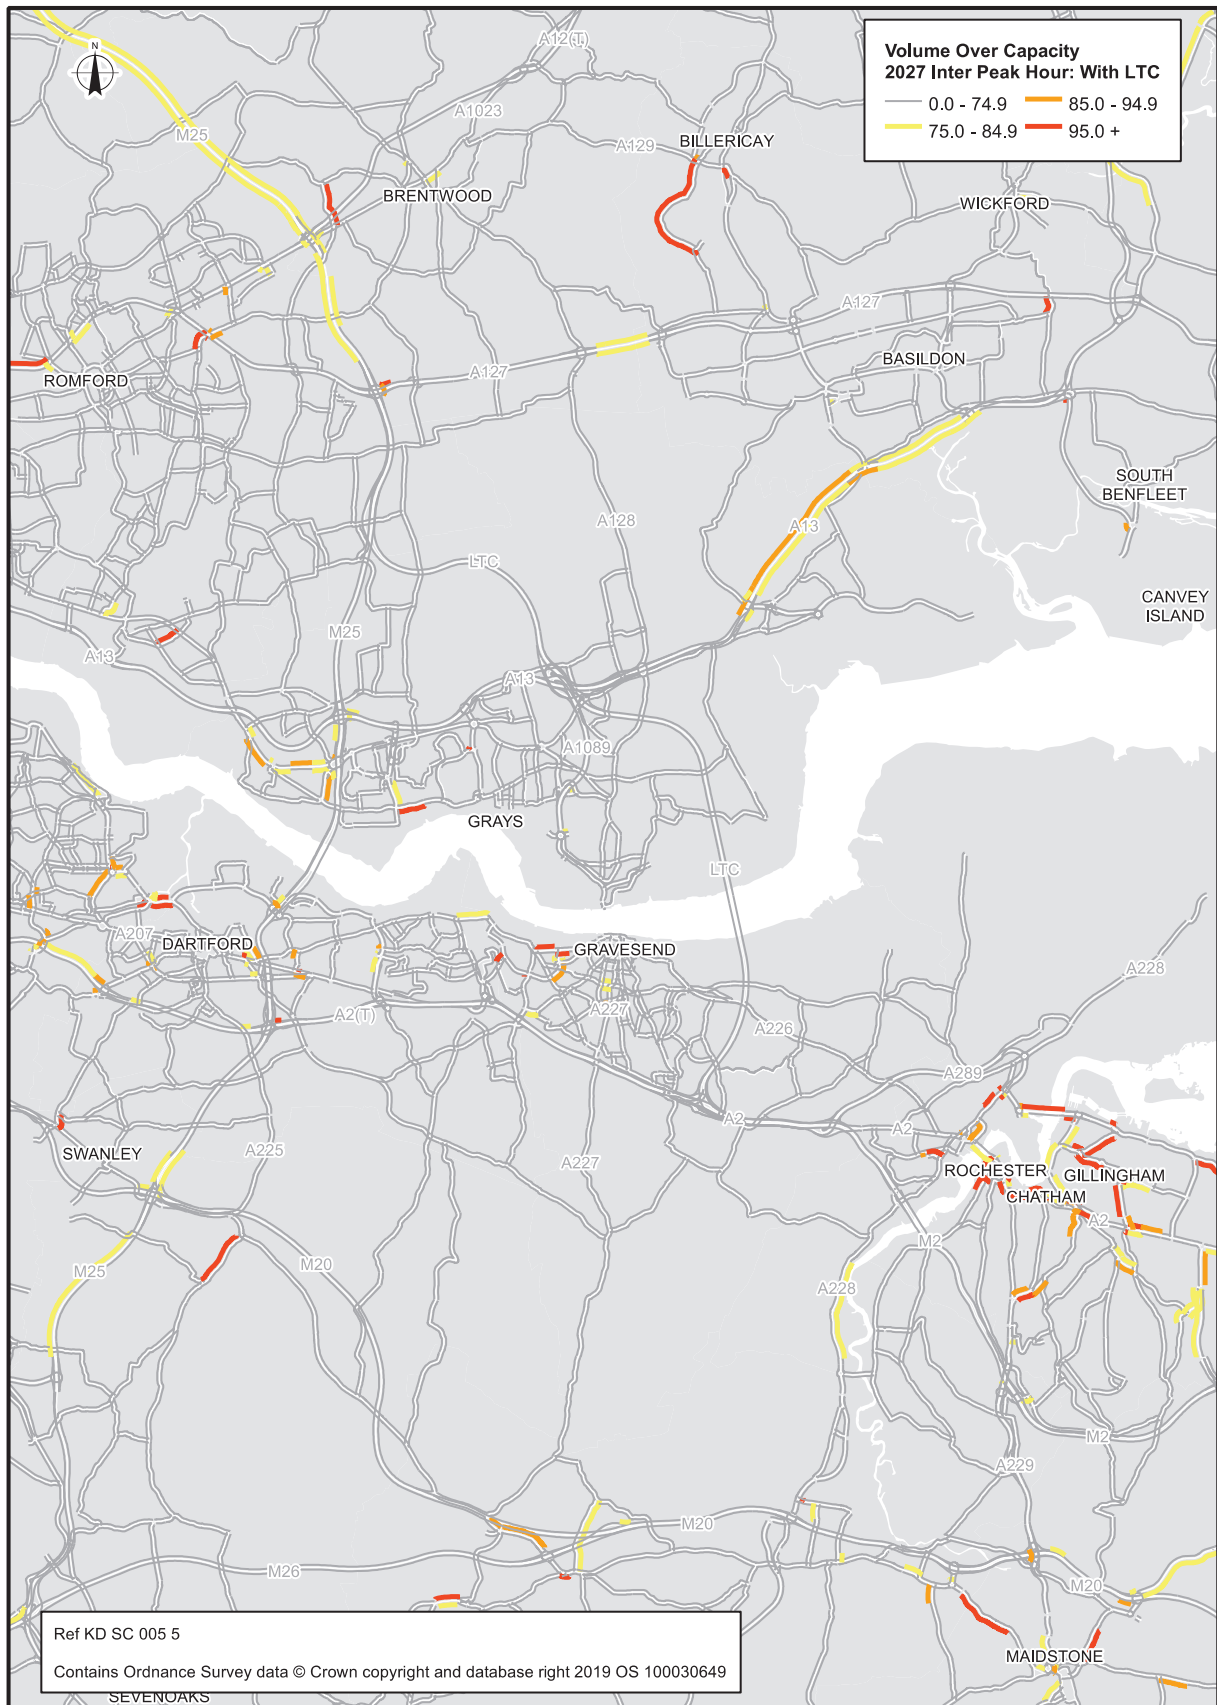 N
Volume Over Capacity
2027 Inter Peak Hour: With LTC
0.0 - 74.9 85.0 - 94.9
75.0 - 84.9 95.0 +
A12(T)
A1023
M25
A129
BILLERICAY
BRENTWOOD
WICKFORD
A127
BASILDON
A127
ROMFORD
SOUTH
BENFLEET
A128
A13
LTC
CANVEY
ISLAND
M25
A13
A13
A1089
GRAYS
LTC
A207
DARTFORD
GRAVESEND
A228
A2(T)
A227
A226
A289
A2
A2
SWANLEY
A225
A227
ROCHESTER
GILLINGHAM
CHATHAM
A2
M2
M25
M20
A228
M2
A229
M20
M26
M20
MAIDSTONE
Ref KD SC 005 5
Contains Ordnance Survey data © Crown copyright and database right 2019 OS 100030649
SEVENOAKS